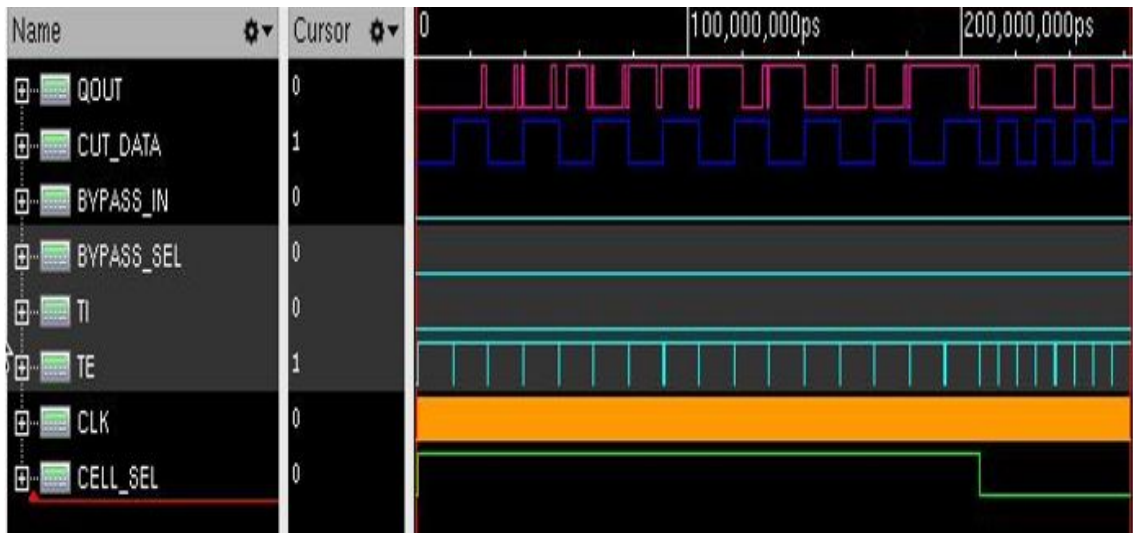 Name Cursor 0 100,000,000ps 200,000,000ps
QOUT 0
CUT_DATA 1
BYPASS_IN 0
BYPASS_SEL 0
TI 0
TE 1
CLK 0
CELL_SEL 0